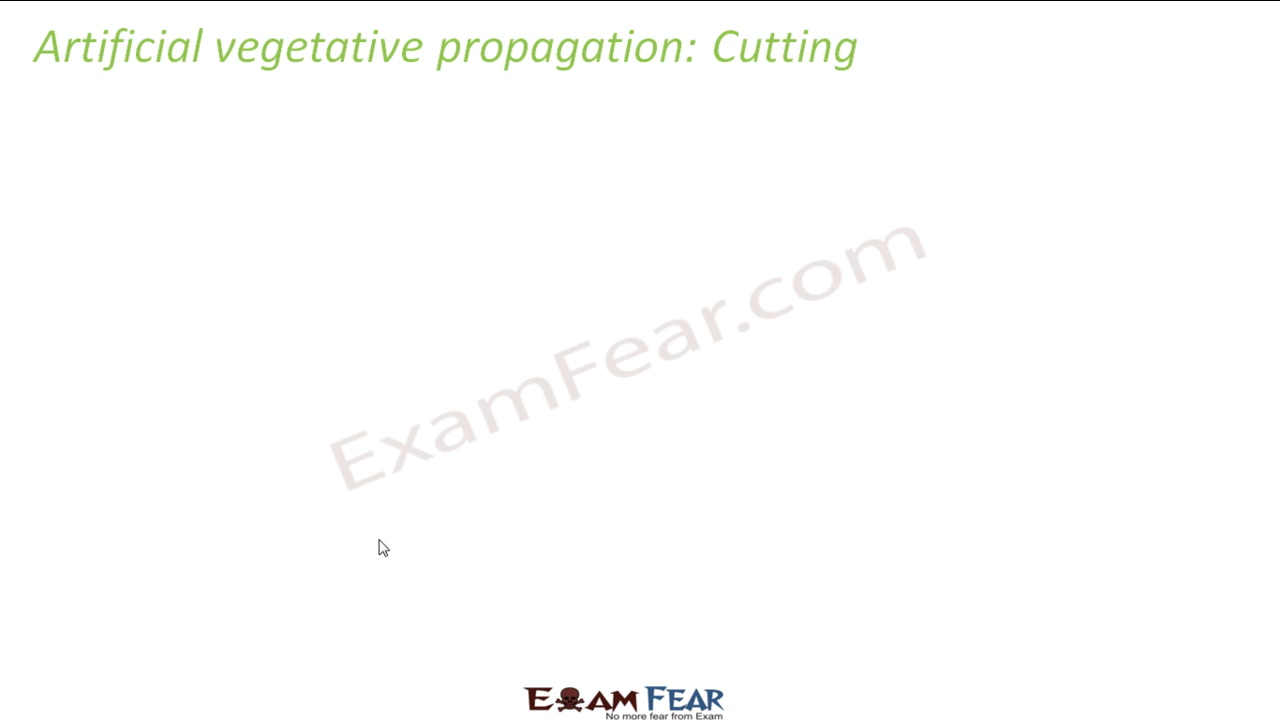 Artificial vegetative propagation: Cutting
ExamFear.com
EXAM FEAR
No more fear from Exam